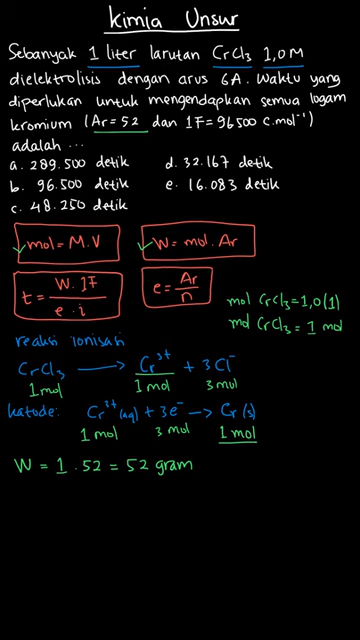 Kimia Unsur
Sebanyak 1 liter larutan CrCl3 1,0 M
dielektrolisis dengan arus 6A. Waktu yang
diperlukan untuk mengendapkan semua logam
kromium (Ar=52 dan 1F=96500 C.mol⁻¹)
adalah ...
a. 289.500 detik d. 32.167 detik
b. 96.500 detik e. 16.083 detik
c. 48.250 detik
✓mol = M.V ✓W = mol. Ar
t = W. 1F / e . i e = Ar / n
mol CrCl3 = 1,0 (1)
mol CrCl3 = 1 mol
reaksi ionisasi
CrCl3 → Cr³⁺ + 3Cl⁻
1 mol 1 mol 3 mol
katode: Cr³⁺(aq) + 3e⁻ → Cr (s)
1 mol 3 mol 1 mol
W = 1 . 52 = 52 gram